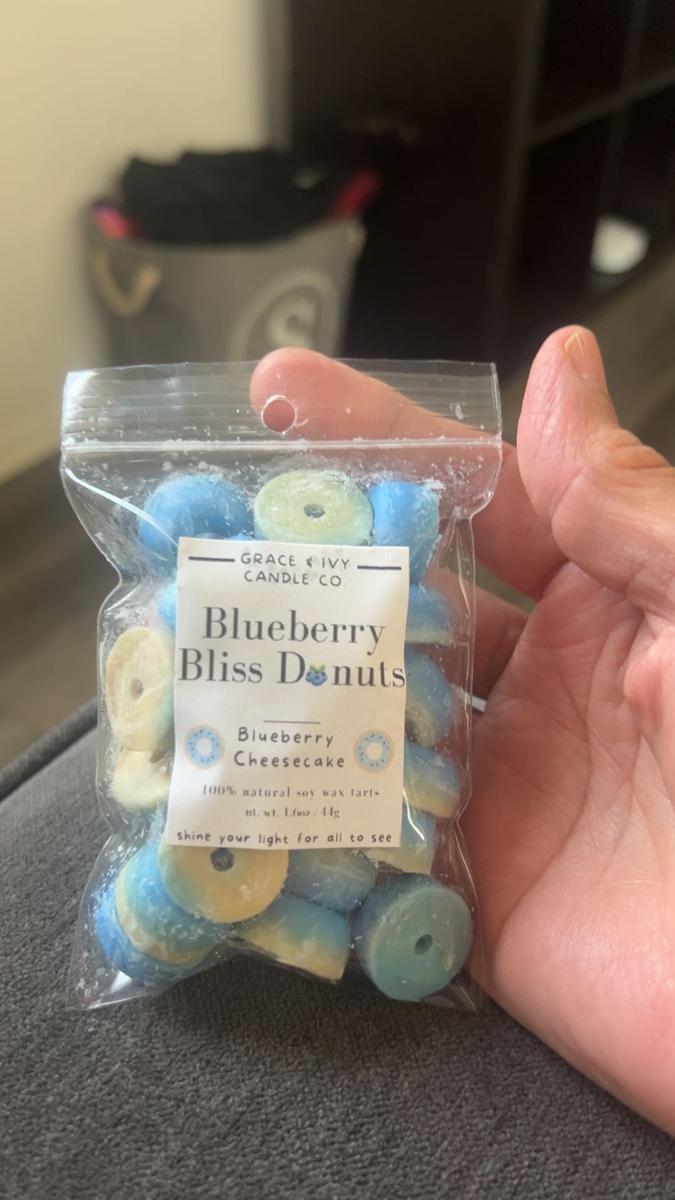 S
GRACE & IVY
CANDLE CO.
Blueberry
Bliss Donuts
Blueberry
Cheesecake
100% natural soy wax tarts
nt. wt. 1.6oz / 44g
shine your light for all to see